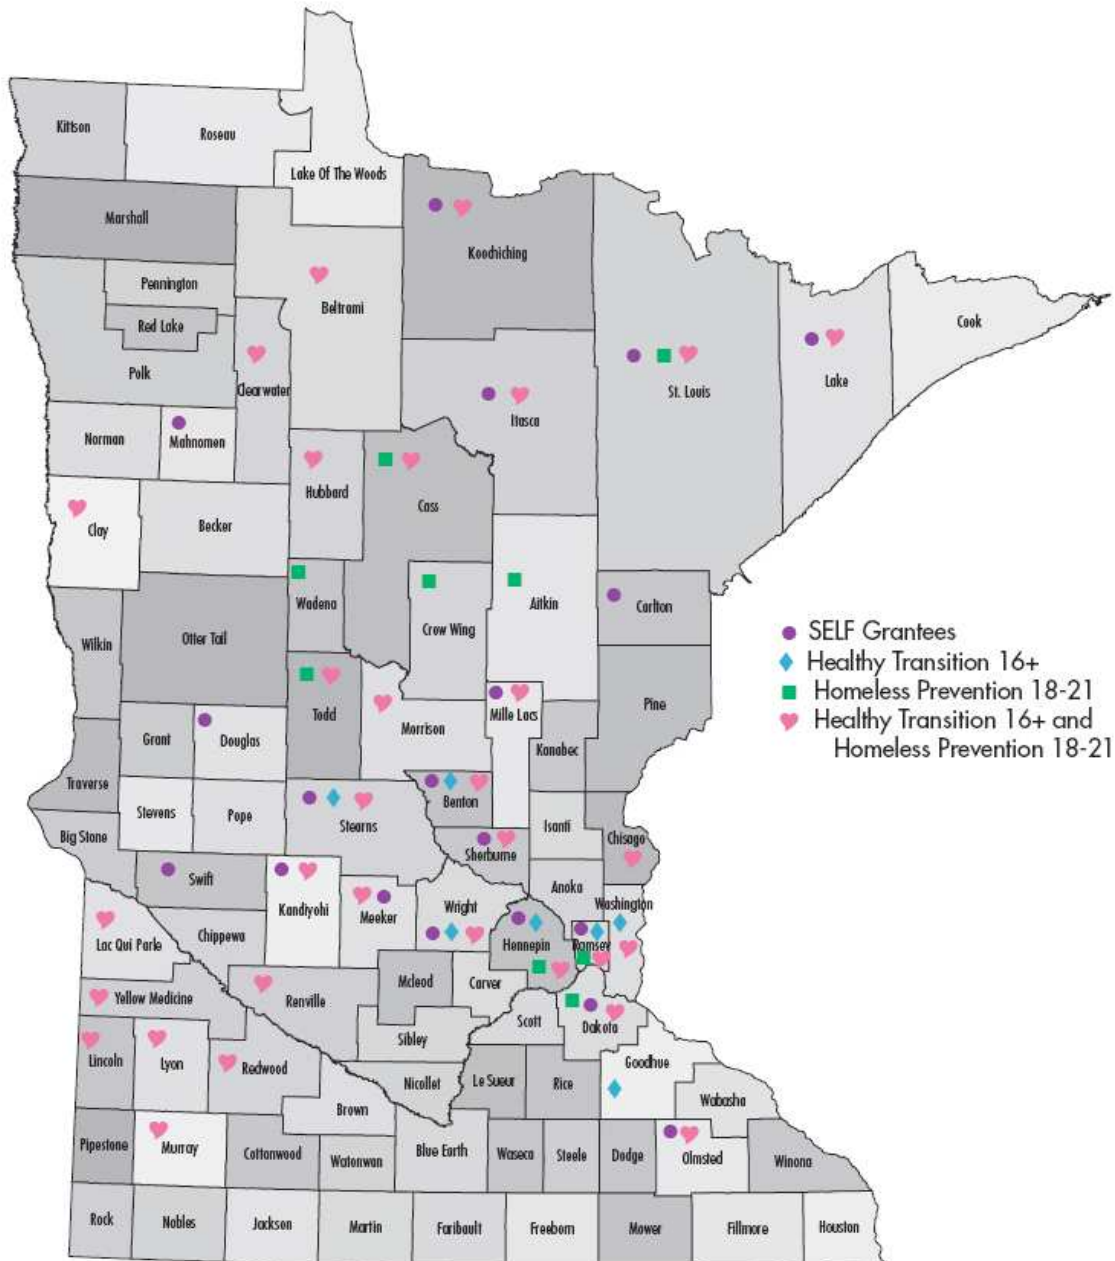 Kittson
Roseau
Lake Of The Woods
Marshall
Koochiching
Pennington
Beltrami
Red Lake
Cook
Polk
Clearwater
Itasca
St. Louis
Lake
Norman
Mahnomen
Hubbard
Cass
Clay
Becker
Wadena
Aitkin
Carlton
Crow Wing
Wilkin
Otter Tail
SELF Grantees
Healthy Transition 16+
Homeless Prevention 18-21
Healthy Transition 16+ and
Homeless Prevention 18-21
Pine
Todd
Mille Lacs
Morrison
Grant
Douglas
Kanabec
Traverse
Benton
Stevens
Pope
Stearns
Isanti
Big Stone
Chisago
Sherburne
Swift
Anoka
Washington
Kandiyohi
Meeker
Wright
Lac Qui Parle
Chippewa
Hennepin
Ramsey
Mcleod
Carver
Yellow Medicine
Renville
Scott
Dakota
Sibley
Lincoln
Lyon
Redwood
Goodhue
Nicollet
Le Sueur
Rice
Wabasha
Brown
Pipestone
Murray
Cottonwood
Watonwan
Blue Earth
Waseca
Steele
Dodge
Olmsted
Winona
Rock
Nobles
Jackson
Martin
Faribault
Freeborn
Mower
Fillmore
Houston